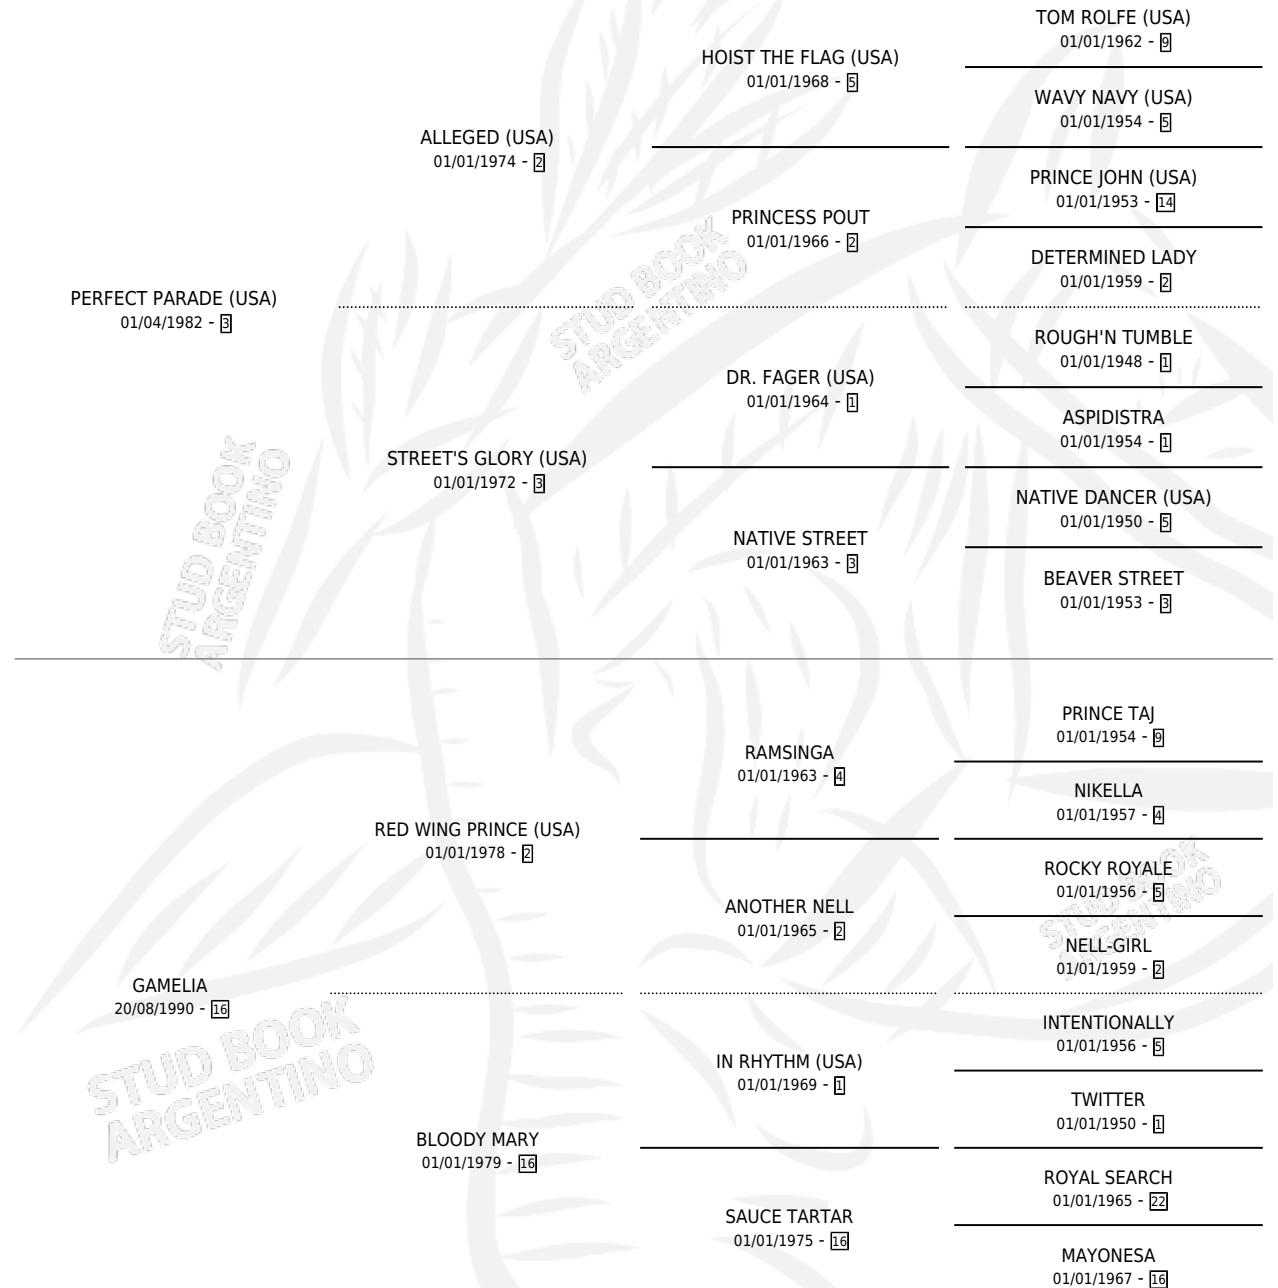 TOM ROLFE (USA)
01/01/1962 - 9
HOIST THE FLAG (USA)
01/01/1968 - 5
WAVY NAVY (USA)
01/01/1954 - 5
ALLEGED (USA)
01/01/1974 - 2
PRINCE JOHN (USA)
01/01/1953 - 14
PRINCESS POUT
01/01/1966 - 2
DETERMINED LADY
01/01/1959 - 2
PERFECT PARADE (USA)
01/04/1982 - 3
STUD BOOK
ARGENTINO
ROUGH'N TUMBLE
01/01/1948 - 1
DR. FAGER (USA)
01/01/1964 - 1
ASPIDISTRA
01/01/1954 - 1
STREET'S GLORY (USA)
01/01/1972 - 3
NATIVE DANCER (USA)
01/01/1950 - 5
NATIVE STREET
01/01/1963 - 3
BEAVER STREET
01/01/1953 - 3
STUD BOOK
ARGENTINO
PRINCE TAJ
01/01/1954 - 9
RAMSINGA
01/01/1963 - 4
NIKELLA
01/01/1957 - 4
RED WING PRINCE (USA)
01/01/1978 - 2
ROCKY ROYALE
01/01/1956 - 5
ANOTHER NELL
01/01/1965 - 2
STUD BOOK
ARGENTINO
NELL-GIRL
01/01/1959 - 2
GAMELIA
20/08/1990 - 16
STUD BOOK
ARGENTINO
INTENTIONALLY
01/01/1956 - 5
IN RHYTHM (USA)
01/01/1969 - 1
TWITTER
01/01/1950 - 1
BLOODY MARY
01/01/1979 - 16
ROYAL SEARCH
01/01/1965 - 22
SAUCE TARTAR
01/01/1975 - 16
MAYONESA
01/01/1967 - 16